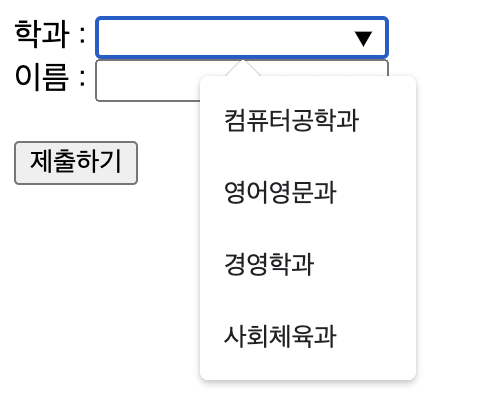 학과 :
이름 :
제출하기
컴퓨터공학과
영어영문과
경영학과
사회체육과